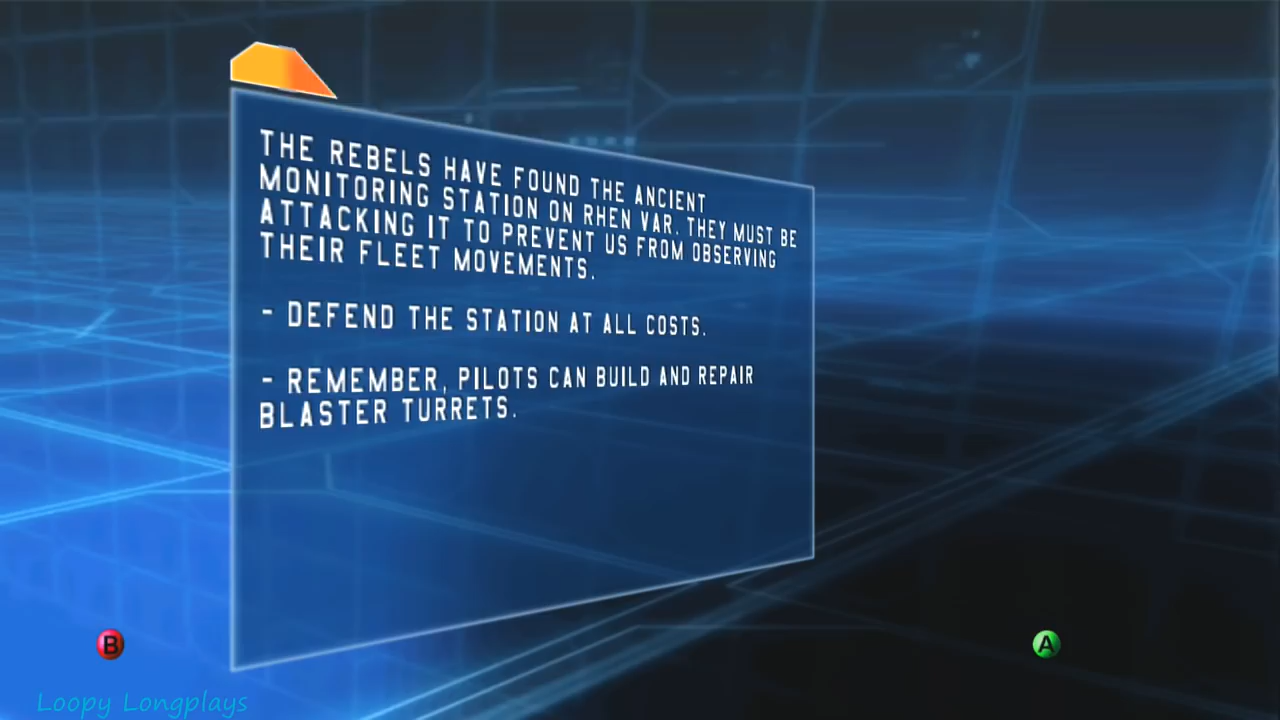 THE REBELS HAVE FOUND THE ANCIENT
MONITORING STATION ON RHEN VAR. THEY MUST BE
ATTACKING IT TO PREVENT US FROM OBSERVING
THEIR FLEET MOVEMENTS.
- DEFEND THE STATION AT ALL COSTS.
- REMEMBER, PILOTS CAN BUILD AND REPAIR
BLASTER TURRETS.
B
A
Loopy Longplays